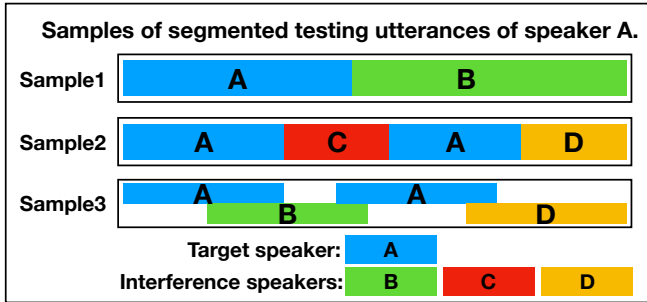 Samples of segmented testing utterances of speaker A.
Sample1 A B
Sample2 A C A D
Sample3 A A
B D
Target speaker: A
Interference speakers: B C D